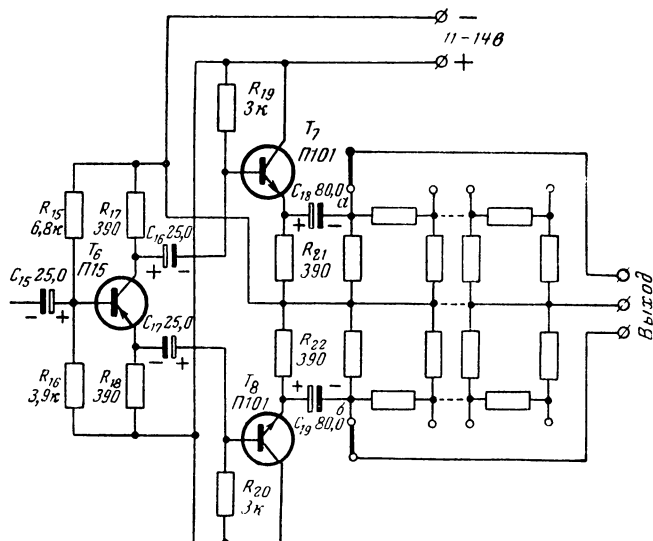 −
11-14в
+
R19
3к
T7
П101
C18 80,0
а
+ −
R15
6,8к
R17
390
C16 25,0
+ −
R21
390
T6
П15
C15 25,0
− +
C17 25,0
− +
R22
390
Выход
R16
3,9к
R18
390
T8
П101
+ −
б
C19 80,0
R20
3к